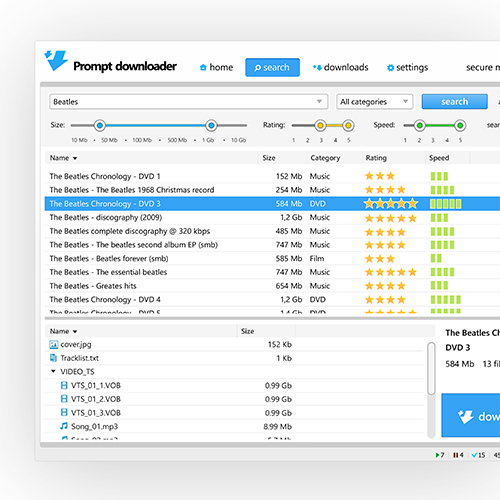 Prompt downloader home search downloads settings secure m
Beatles All categories search
Size: Rating: Speed: sear
10 Mb • 50 Mb • 100 Mb • 500 Mb • 1 Gb • 10 Gb 1 2 3 4 5 1 2 3 4 5
Name Size Category Rating Speed
The Beatles Chronology - DVD 1 152 Mb Music
The Beatles - The Beatles 1968 Christmas record 254 Mb Music
The Beatles Chronology - DVD 3 584 Mb DVD
The Beatles - discography (2009) 1,2 Gb Music
The Beatles complete discography @ 320 kbps 485 Mb Music
The Beatles - The beatles second album EP (smb) 747 Mb Music
The Beatles - Beatles forever (smb) 585 Mb Film
The Beatles - The essential beatles 747 Mb Music
The Beatles - Greates hits 654 Mb Music
The Beatles Chronology - DVD 4 1,2 Gb DVD
The Beatles Chronology - DVD 5 1,4 Gb DVD
Name Size
cover.jpg 152 Kb
Tracklist.txt 1 Kb
VIDEO_TS
VTS_01_1.VOB 0.99 Gb
VTS_01_2.VOB 0.99 Gb
VTS_01_3.VOB 0.99 Gb
Song_01.mp3 8.99 Mb
Song_02.mp3 5.7 Mb
The Beatles Ch
DVD 3
584 Mb 13 fil
dow
7 4 15 45